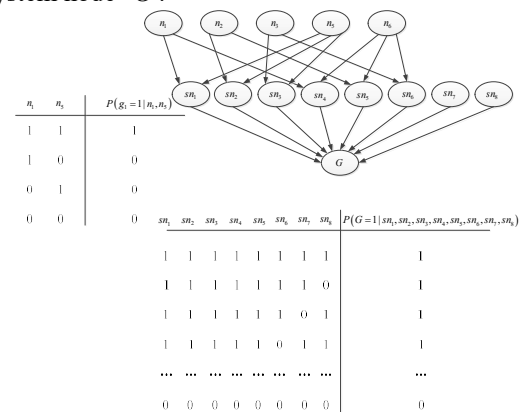 n₁ n₂ n₃ n₅ n₆
sn₁ sn₂ sn₃ sn₄ sn₅ sn₆ sn₇ sn₈
G
n₁ n₅ P(g₁ = 1 | n₁, n₅)
1 1 1
1 0 0
0 1 0
0 0 0
sn₁ sn₂ sn₃ sn₄ sn₅ sn₆ sn₇ sn₈ P(G = 1 | sn₁, sn₂, sn₃, sn₄, sn₅, sn₆, sn₇, sn₈)
1 1 1 1 1 1 1 1 1
1 1 1 1 1 1 1 0 1
1 1 1 1 1 1 0 1 1
1 1 1 1 1 0 1 1 1
... ... ... ... ... ... ... ... ...
0 0 0 0 0 0 0 0 0